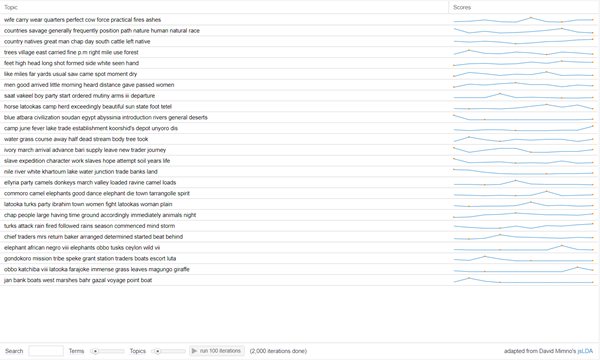 Topic Scores
wife carry wear quarters perfect cow force practical fires ashes
countries savage generally frequently position path nature human natural race
country natives great man chap day south cattle left native
trees village east carried fine p.m right mile use forest
feet high head long shot formed side white seen hand
like miles far yards usual saw came spot moment dry
men good arrived little morning heard distance gave passed women
saat vakeel boy party start ordered mutiny arms iii departure
horse latookas camp herd exceedingly beautiful sun state foot tetel
blue atbara civilization soudan egypt abyssinia introduction rivers general deserts
camp june fever lake trade establishment koorshid's depot unyoro dis
water grass course away half dead stream body tree took
ivory march arrival advance bari supply leave new trader journey
slave expedition character work slaves hope attempt soil years life
nile river white khartoum lake water junction trade banks land
ellyria party camels donkeys march valley loaded ravine camel loads
commoro camel elephants good dance elephant die town tarrangolle spirit
latooka turks party ibrahim town women fight latookas woman plain
chap people large having time ground accordingly immediately animals night
turks attack rain fired followed rains season commenced mind storm
chief traders mrs return baker arranged determined started beat behind
elephant african negro viii elephants obbo tusks ceylon wild vii
gondokoro mission tribe speke grant station traders boats escort luta
obbo katchiba viii latooka farajoke immense grass leaves magungo giraffe
jan bank boats west marshes bahr gazal voyage point boat
Search Terms Topics run 100 iterations (2,000 iterations done) adapted from David Mimno's jsLDA